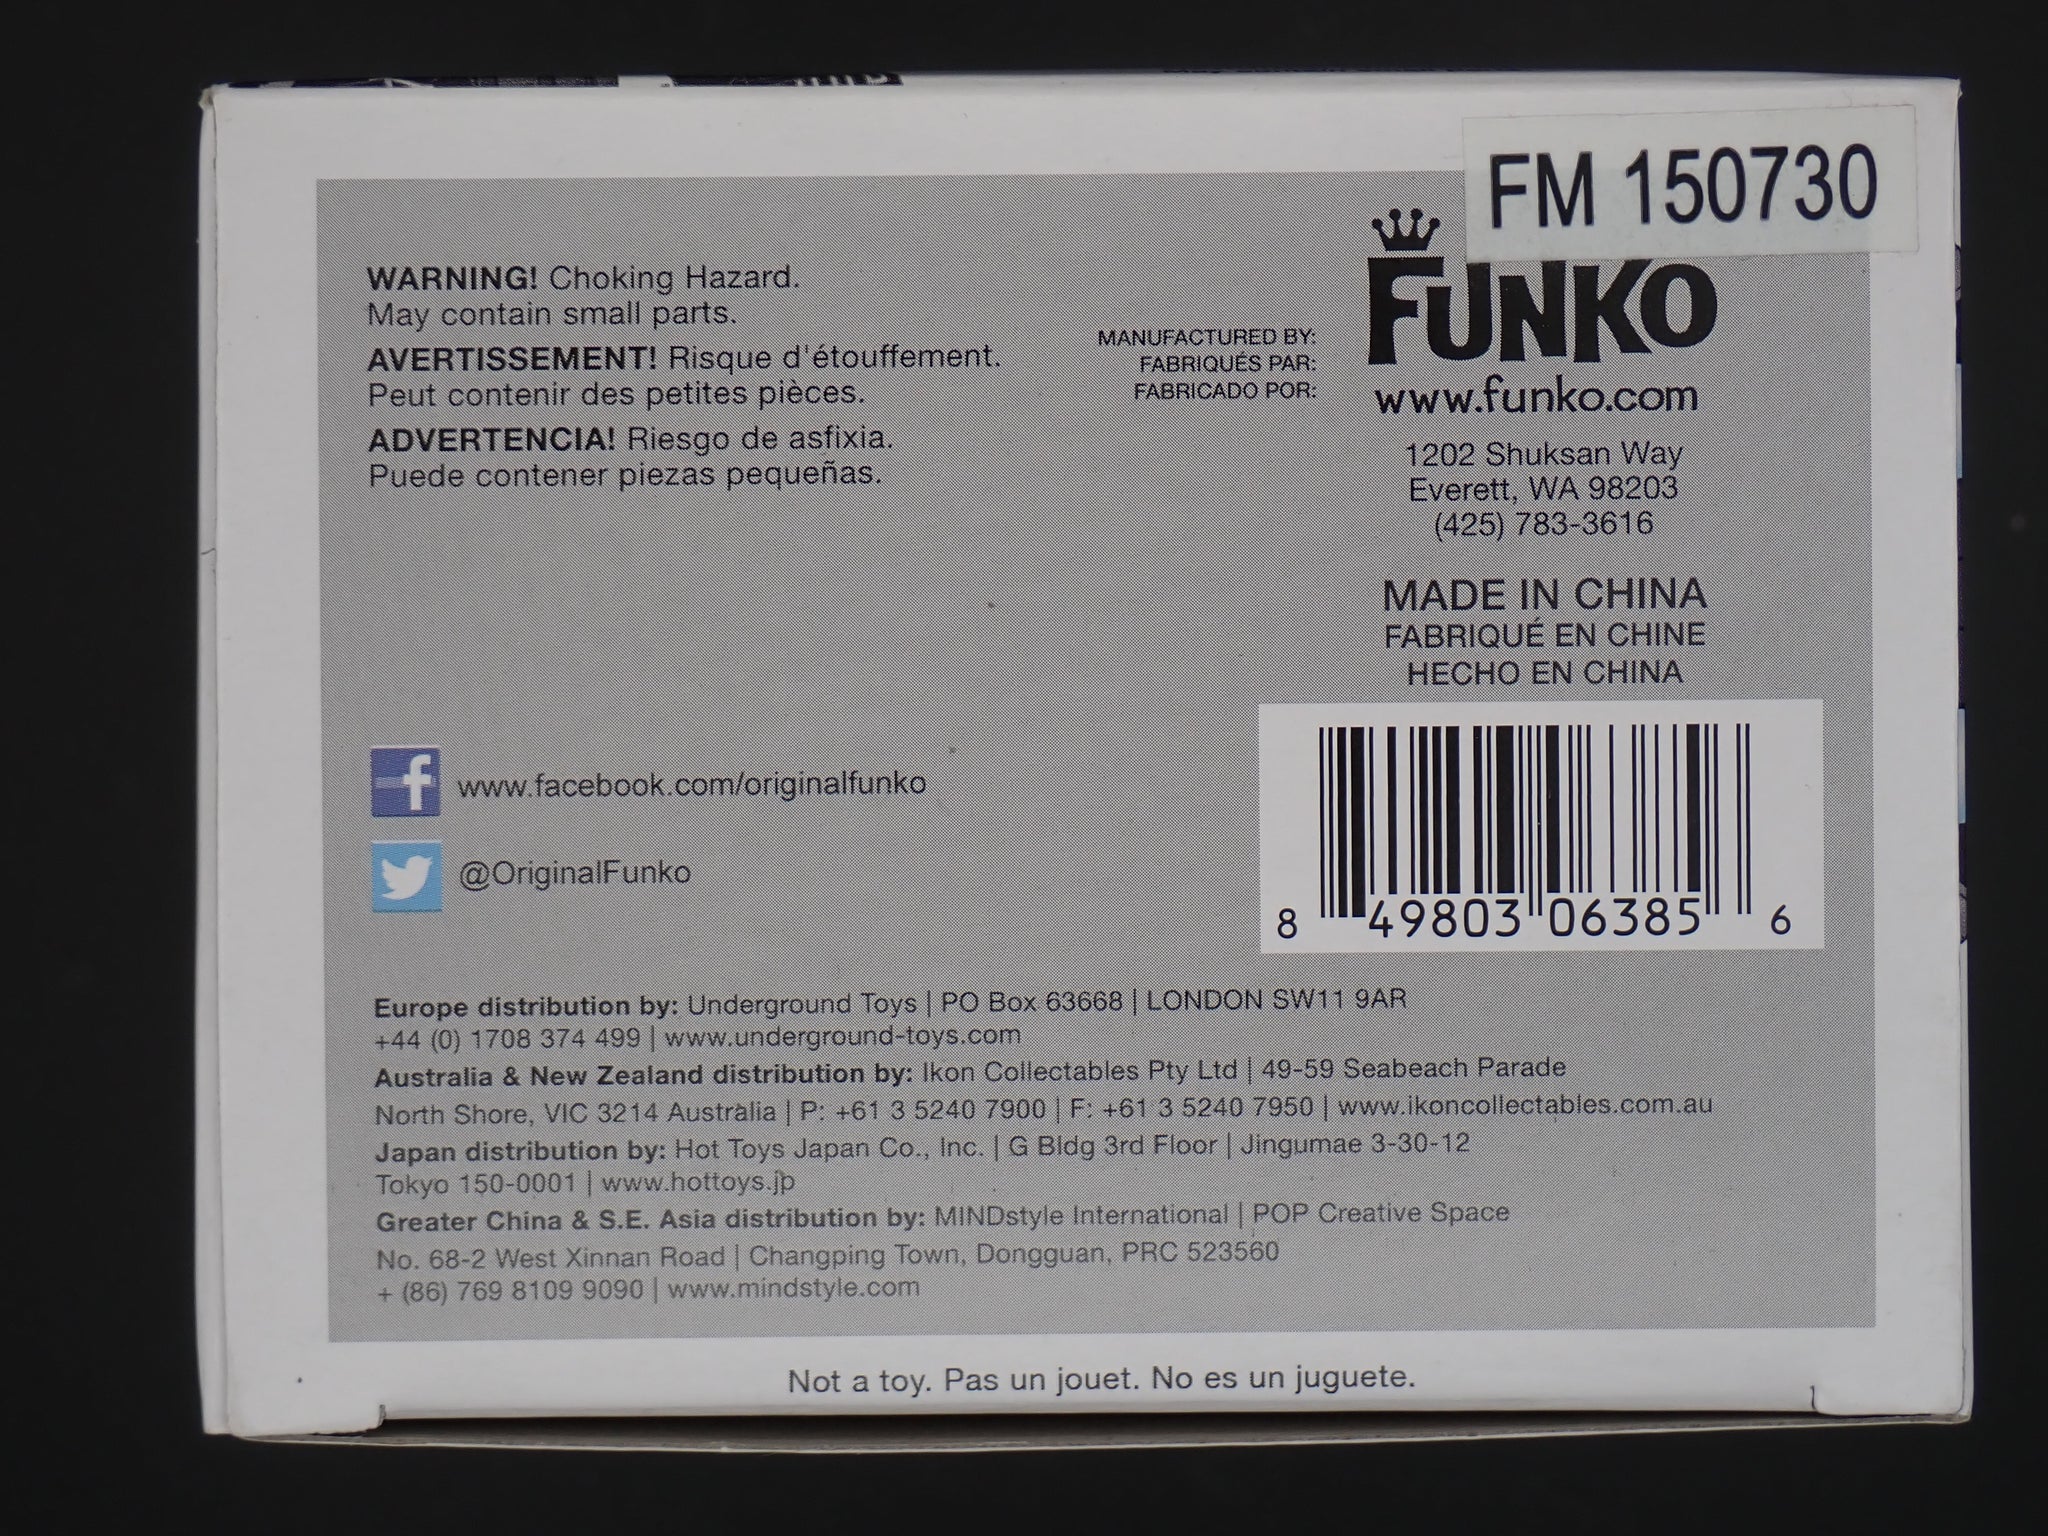 FM 150730
WARNING! Choking Hazard.
May contain small parts.
AVERTISSEMENT! Risque d'étouffement.
Peut contenir des petites pièces.
ADVERTENCIA! Riesgo de asfixia.
Puede contener piezas pequeñas.
MANUFACTURED BY:
FABRIQUÉS PAR:
FABRICADO POR:
FUNKO
www.funko.com
1202 Shuksan Way
Everett, WA 98203
(425) 783-3616
MADE IN CHINA
FABRIQUÉ EN CHINE
HECHO EN CHINA
f www.facebook.com/originalfunko
@OriginalFunko
8 49803 06385 6
Europe distribution by: Underground Toys | PO Box 63668 | LONDON SW11 9AR
+44 (0) 1708 374 499 | www.underground-toys.com
Australia & New Zealand distribution by: Ikon Collectables Pty Ltd | 49-59 Seabeach Parade
North Shore, VIC 3214 Australia | P: +61 3 5240 7900 | F: +61 3 5240 7950 | www.ikoncollectables.com.au
Japan distribution by: Hot Toys Japan Co., Inc. | G Bldg 3rd Floor | Jingumae 3-30-12
Tokyo 150-0001 | www.hottoys.jp
Greater China & S.E. Asia distribution by: MINDstyle International | POP Creative Space
No. 68-2 West Xinnan Road | Changping Town, Dongguan, PRC 523560
+ (86) 769 8109 9090 | www.mindstyle.com
Not a toy. Pas un jouet. No es un juguete.